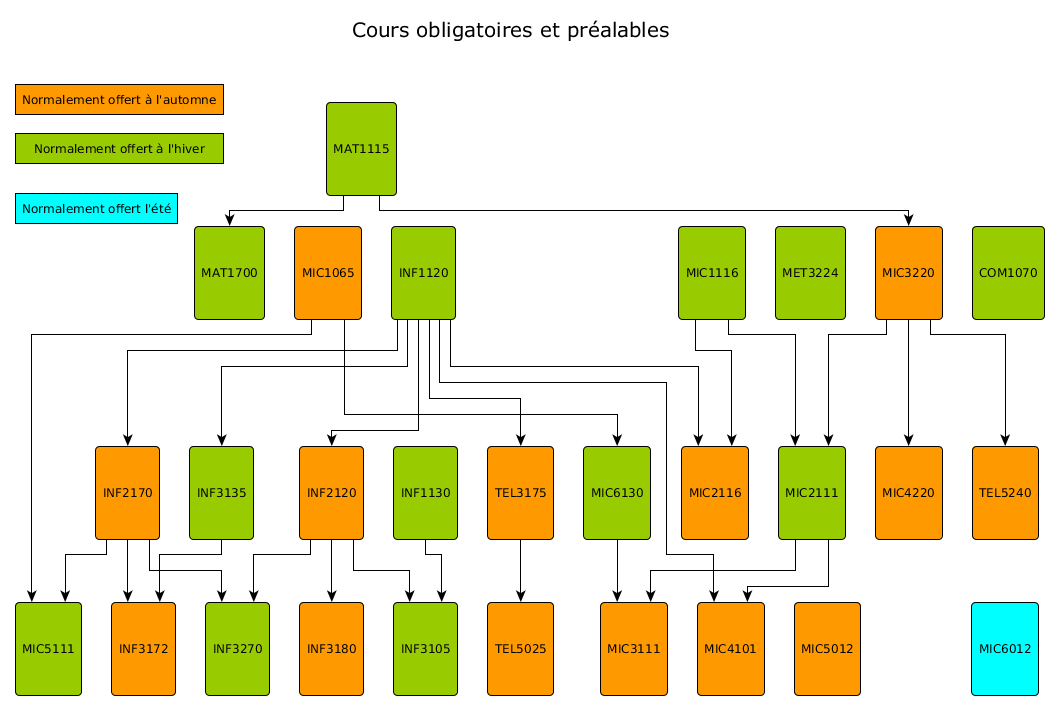 Cours obligatoires et préalables
Normalement offert à l'automne
Normalement offert à l'hiver
Normalement offert l'été
MAT1115
MAT1700
MIC1065
INF1120
MIC1116
MET3224
MIC3220
COM1070
INF2170
INF3135
INF2120
INF1130
TEL3175
MIC6130
MIC2116
MIC2111
MIC4220
TEL5240
MIC5111
INF3172
INF3270
INF3180
INF3105
TEL5025
MIC3111
MIC4101
MIC5012
MIC6012